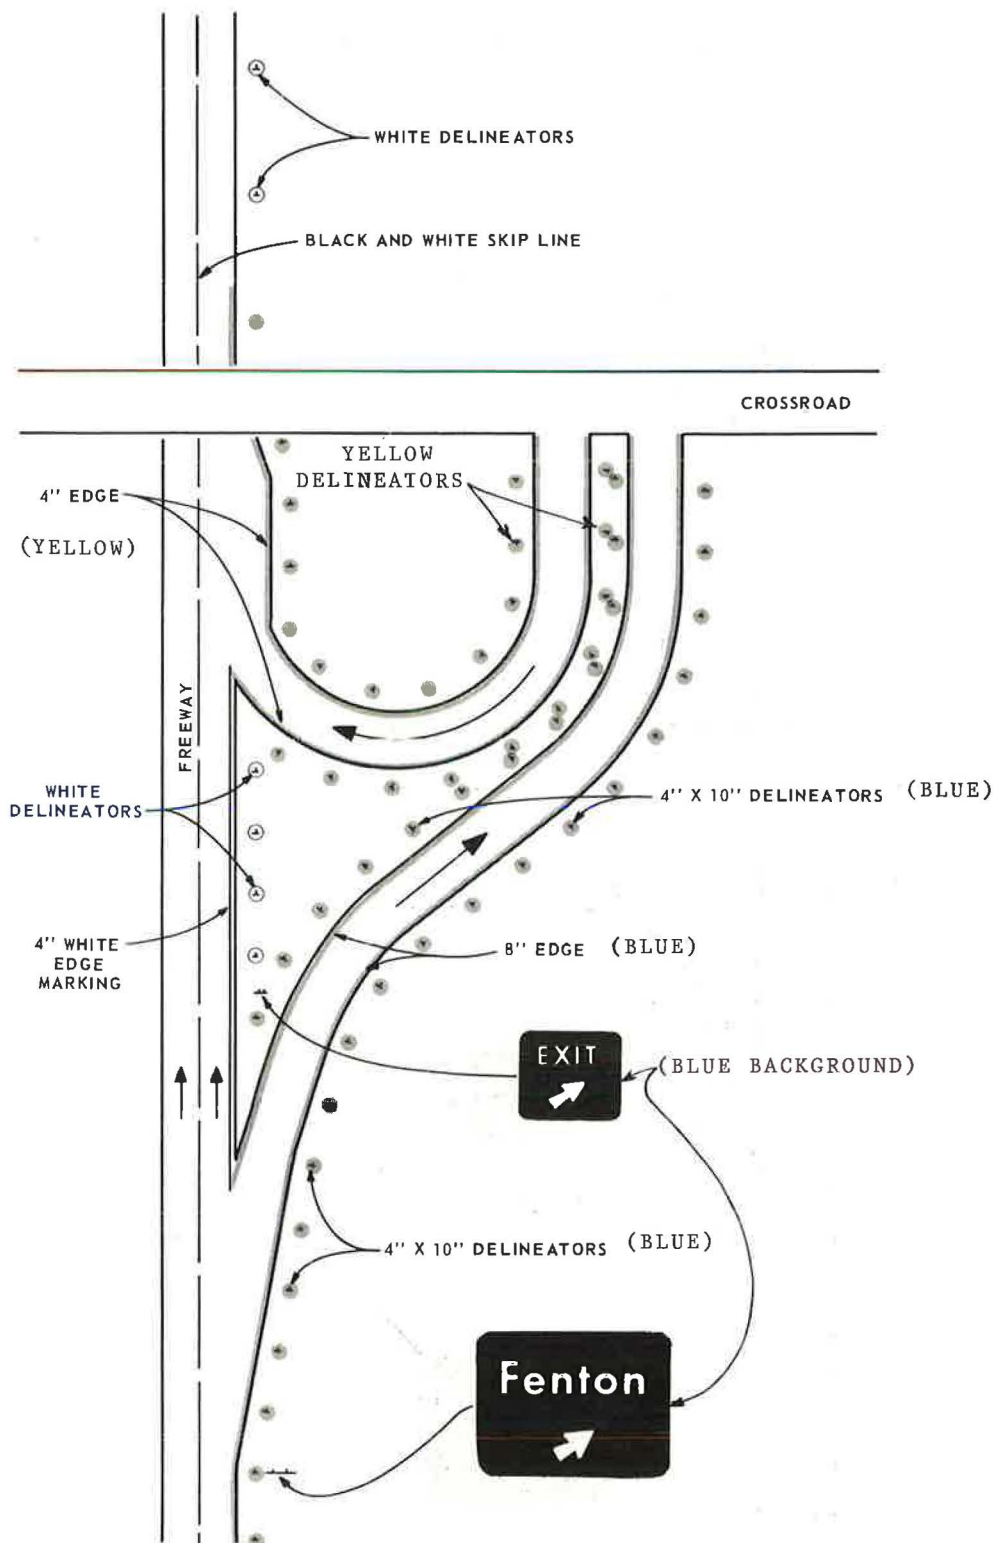 WHITE DELINEATORS
BLACK AND WHITE SKIP LINE
CROSSROAD
YELLOW
DELINEATORS
4" EDGE
(YELLOW)
FREEWAY
WHITE
DELINEATORS
4" X 10" DELINEATORS (BLUE)
4" WHITE
EDGE
MARKING
8" EDGE (BLUE)
EXIT
(BLUE BACKGROUND)
4" X 10" DELINEATORS (BLUE)
Fenton